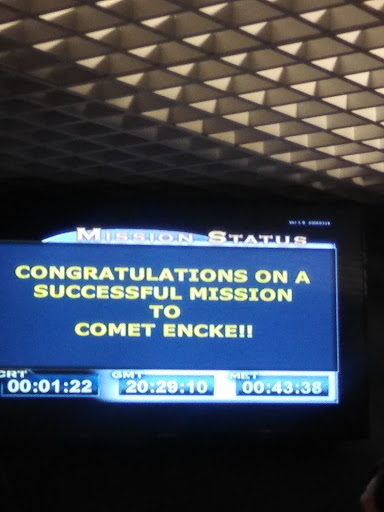 MISSION STATUS
CONGRATULATIONS ON A
SUCCESSFUL MISSION
TO
COMET ENCKE!!
CRT GMT MET
00:01:22 20:29:10 00:43:38